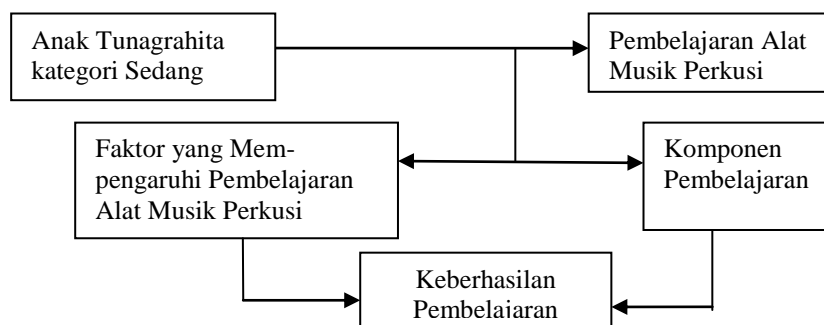 Anak Tunagrahita
kategori Sedang
Pembelajaran Alat
Musik Perkusi
Faktor yang Mem-
pengaruhi Pembelajaran
Alat Musik Perkusi
Komponen
Pembelajaran
Keberhasilan
Pembelajaran